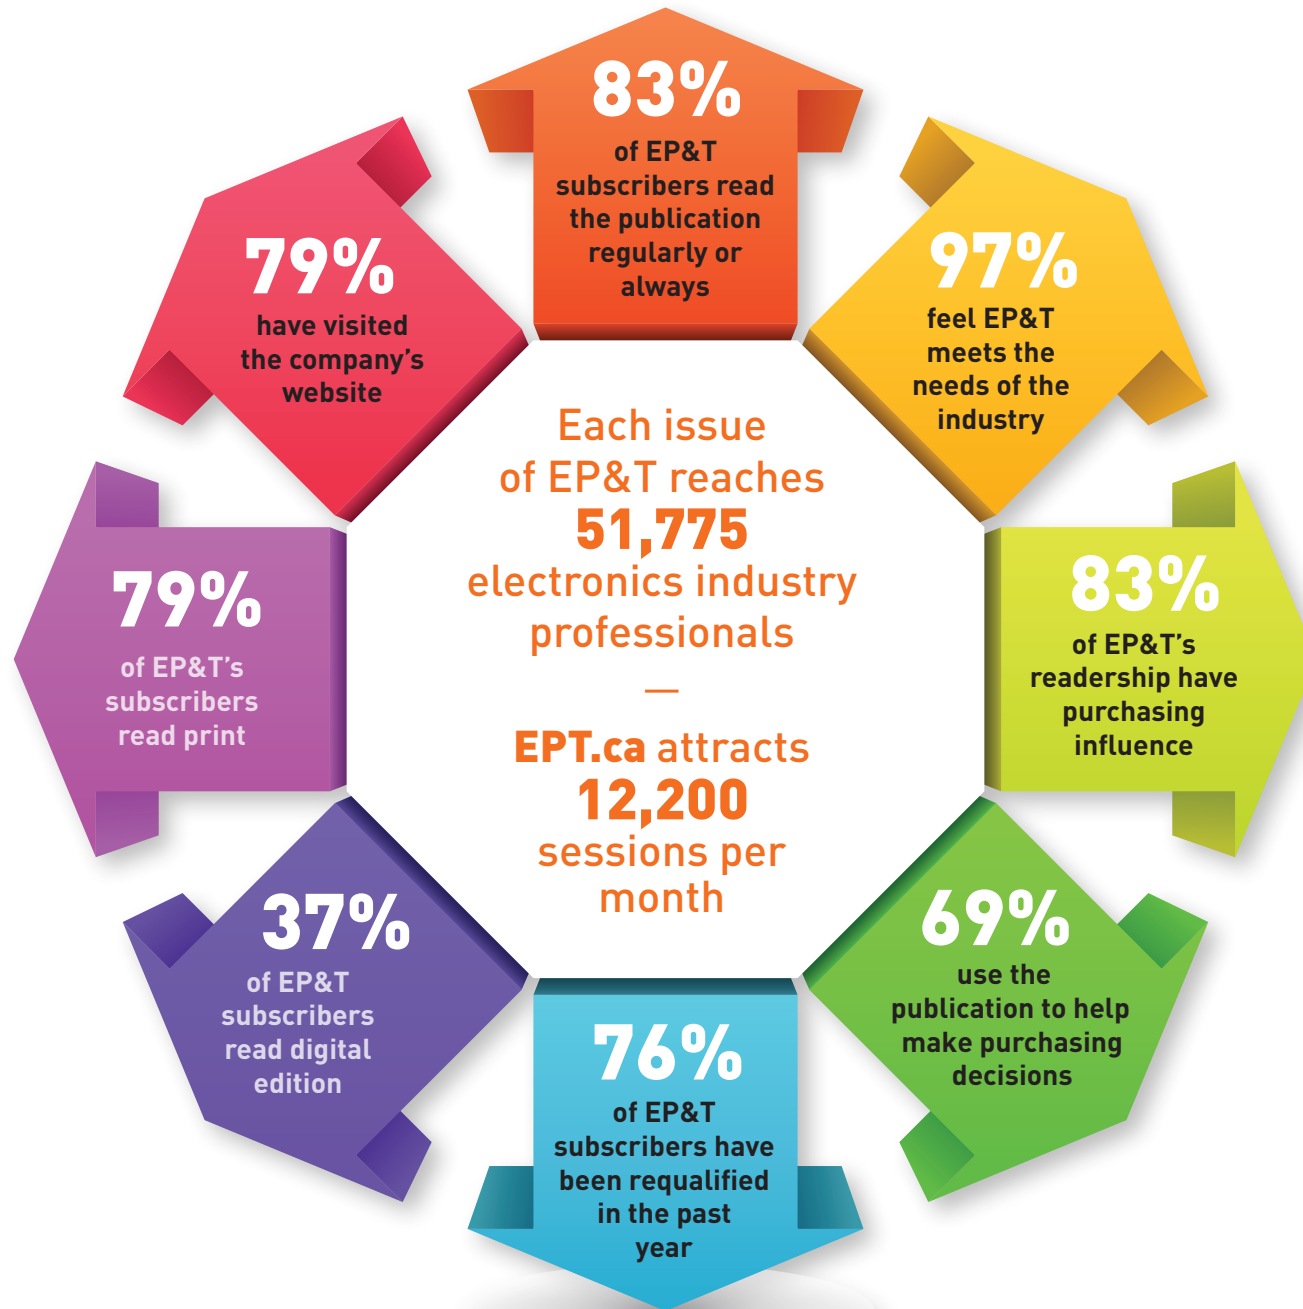 83%
of EP&T
subscribers read
the publication
regularly or
always
97%
feel EP&T
meets the
needs of the
industry
83%
of EP&T's
readership have
purchasing
influence
69%
use the
publication to help
make purchasing
decisions
76%
of EP&T
subscribers have
been requalified
in the past
year
37%
of EP&T
subscribers
read digital
edition
79%
of EP&T's
subscribers
read print
79%
have visited
the company's
website
Each issue
of EP&T reaches
51,775
electronics industry
professionals
—
EPT.ca attracts
12,200
sessions per
month